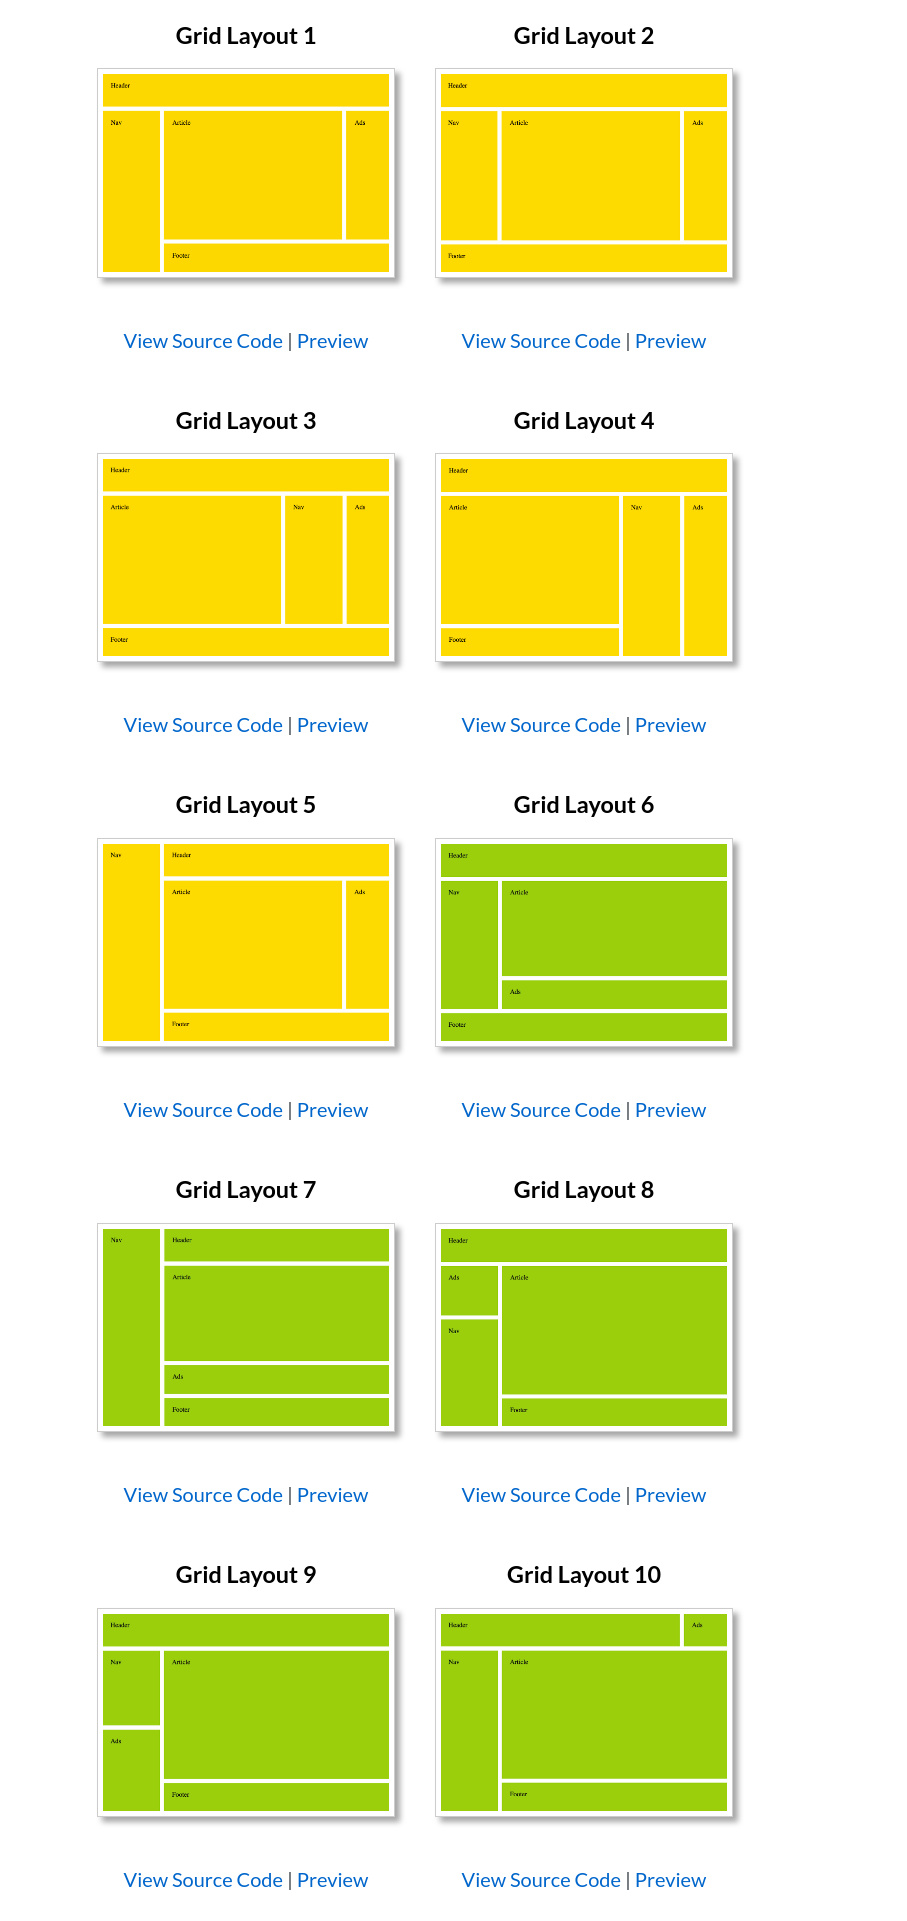 Grid Layout 1
Header
Nav Article Ads
Footer
View Source Code | Preview
Grid Layout 2
Header
Nav Article Ads
Footer
View Source Code | Preview
Grid Layout 3
Header
Article Nav Ads
Footer
View Source Code | Preview
Grid Layout 4
Header
Article Nav Ads
Footer
View Source Code | Preview
Grid Layout 5
Nav Header
Article Ads
Footer
View Source Code | Preview
Grid Layout 6
Header
Nav Article
Ads
Footer
View Source Code | Preview
Grid Layout 7
Nav Header
Article
Ads
Footer
View Source Code | Preview
Grid Layout 8
Header
Ads Article
Nav
Footer
View Source Code | Preview
Grid Layout 9
Header
Nav Article
Ads
Footer
View Source Code | Preview
Grid Layout 10
Header Ads
Nav Article
Footer
View Source Code | Preview